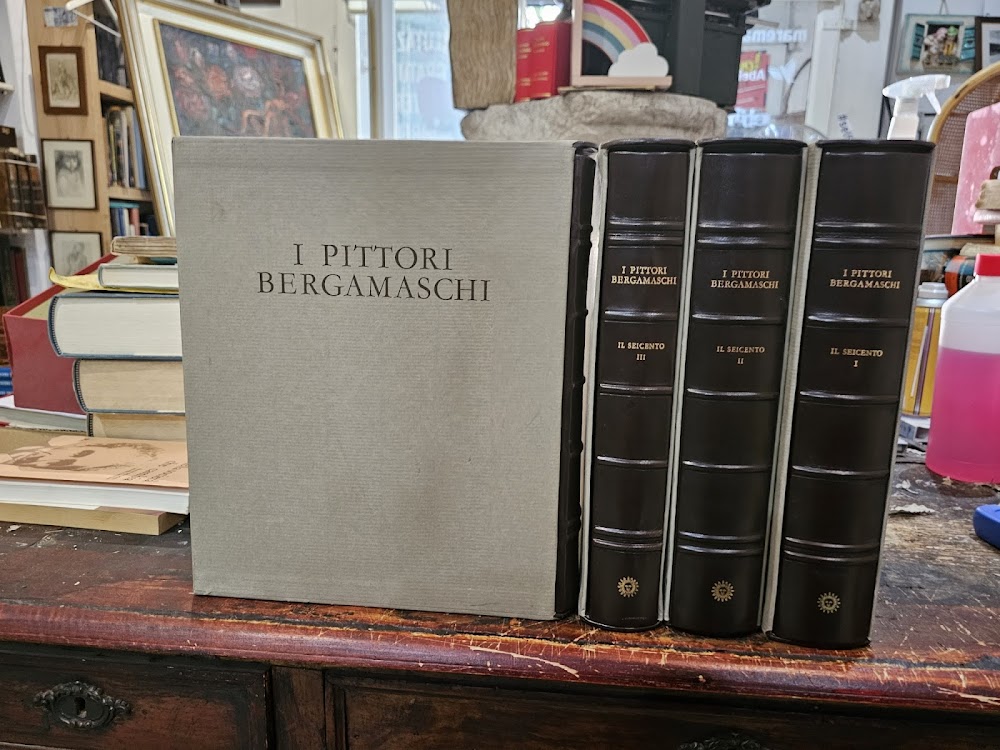 I PITTORI
BERGAMASCHI
I PITTORI
BERGAMASCHI
IL SEICENTO
III
I PITTORI
BERGAMASCHI
IL SEICENTO
II
I PITTORI
BERGAMASCHI
IL SEICENTO
I